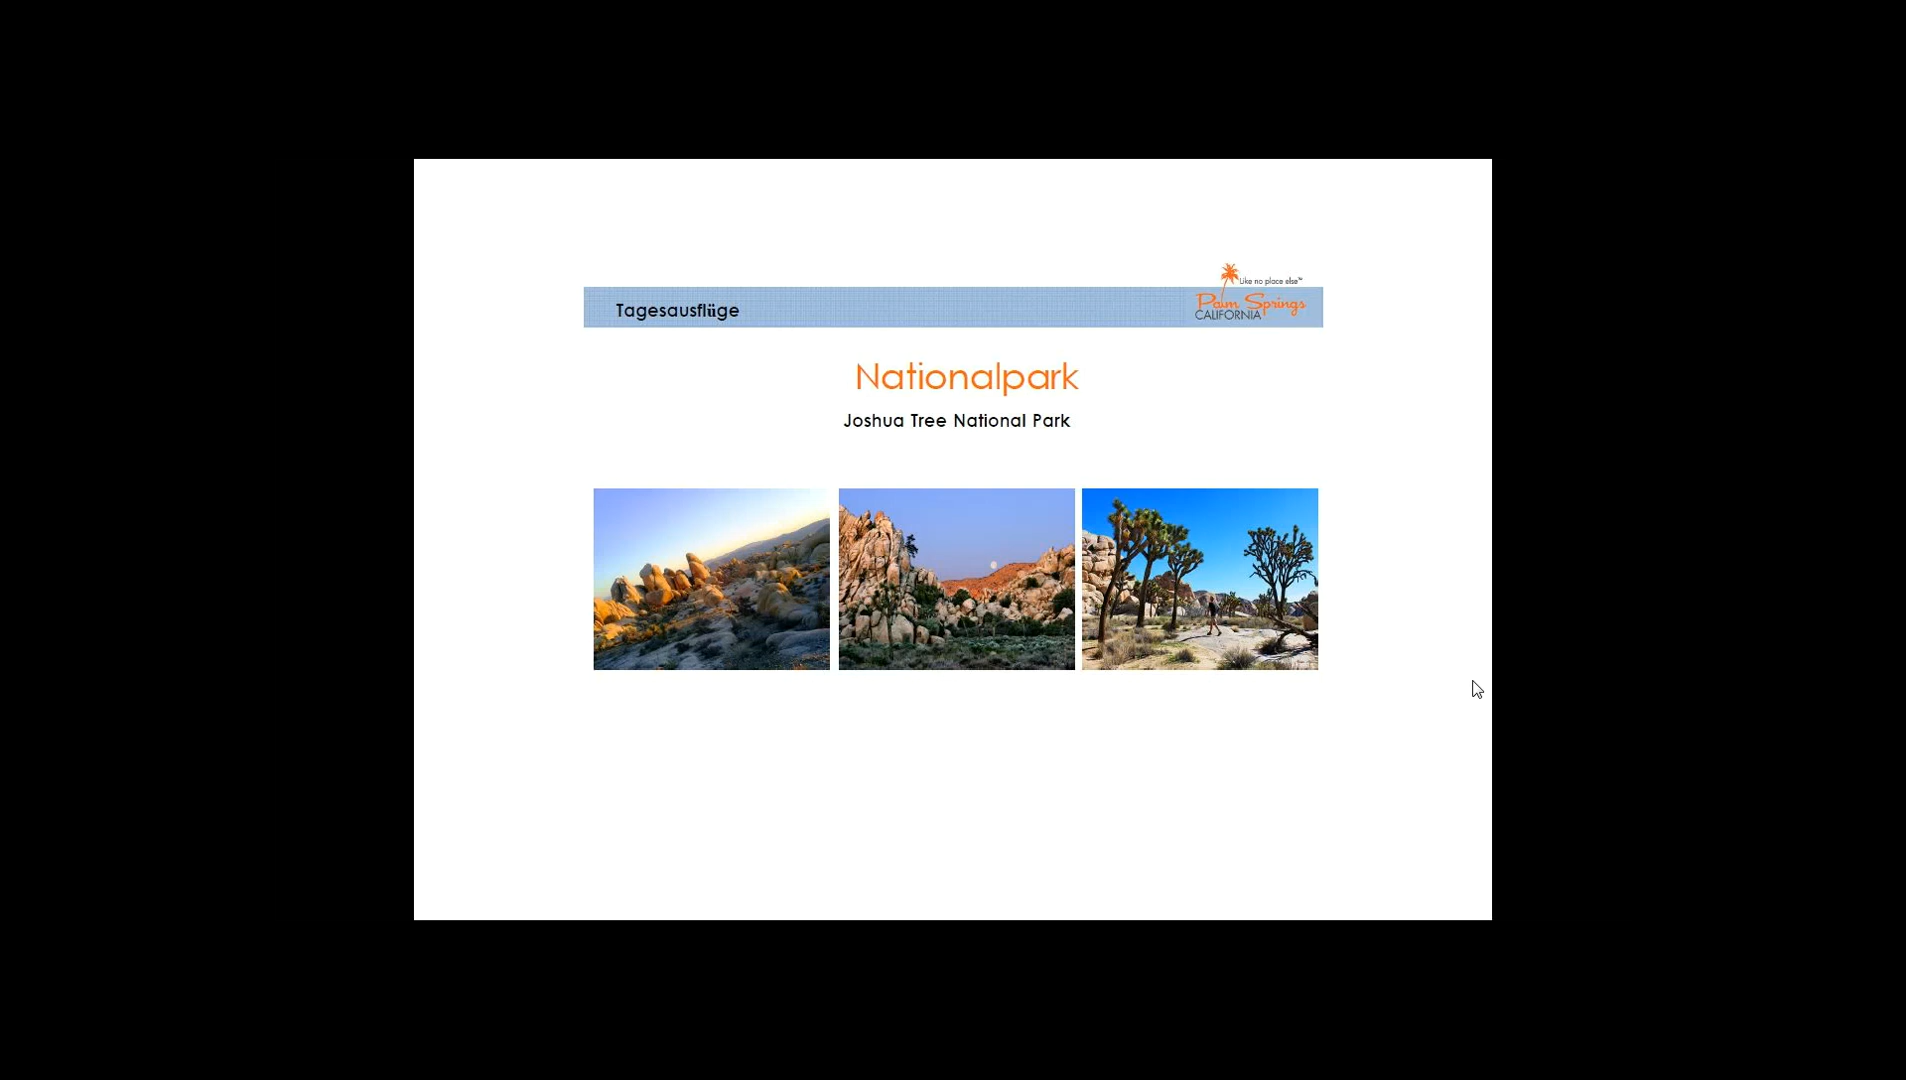 Like no place else™
Tagesausflüge
Palm Springs
CALIFORNIA
Nationalpark
Joshua Tree National Park